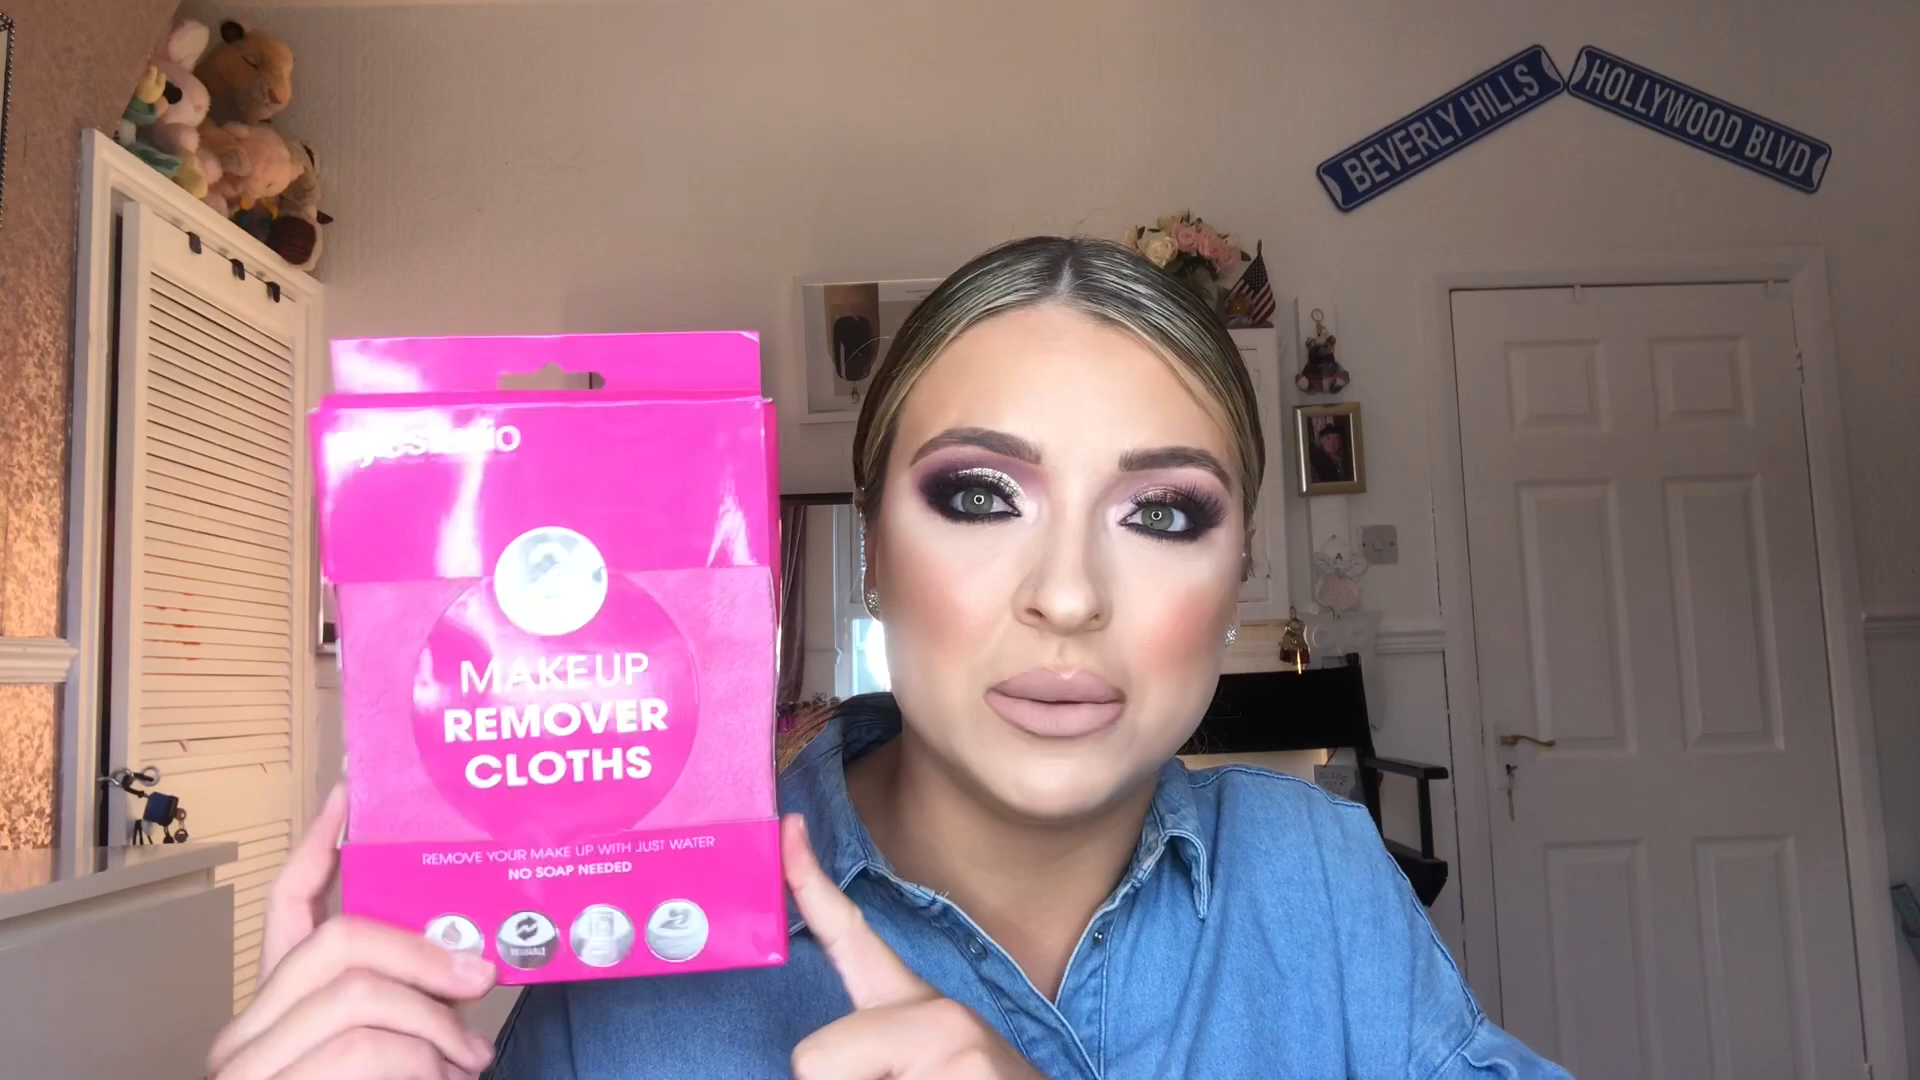 BEVERLY HILLS
HOLLYWOOD BLVD
MAKEUP
REMOVER
CLOTHS
REMOVE YOUR MAKE UP WITH JUST WATER
NO SOAP NEEDED